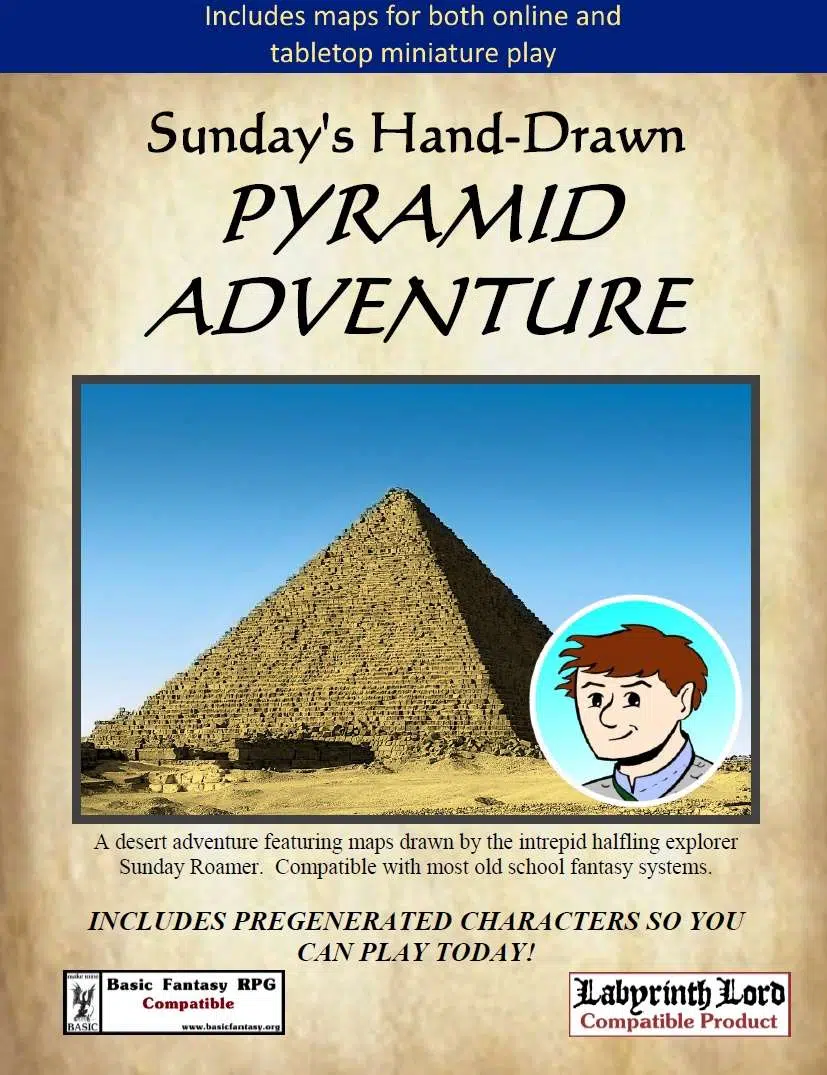 Includes maps for both online and
tabletop miniature play
Sunday's Hand-Drawn
PYRAMID
ADVENTURE
A desert adventure featuring maps drawn by the intrepid halfling explorer
Sunday Roamer.  Compatible with most old school fantasy systems.
INCLUDES PREGENERATED CHARACTERS SO YOU
CAN PLAY TODAY!
make mine
BASIC
Basic Fantasy RPG
Compatible
www.basicfantasy.org
Labyrinth Lord
Compatible Product